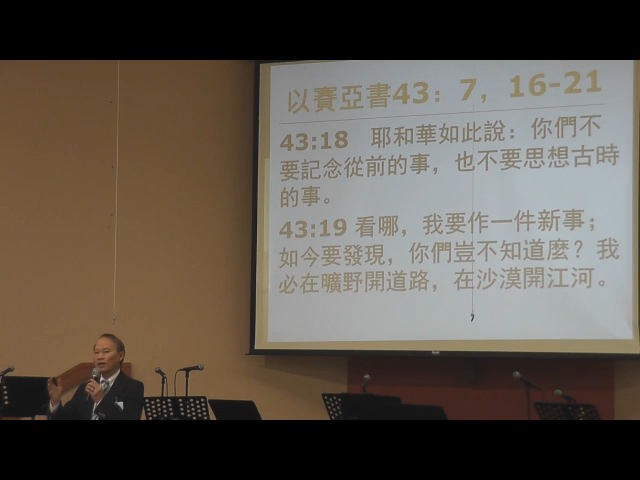 以賽亞書43：7，16-21
43:18 耶和華如此說：你們不
要記念從前的事，也不要思想古時
的事。
43:19 看哪，我要作一件新事；
如今要發現，你們豈不知道麼？我
必在曠野開道路，在沙漠開江河。